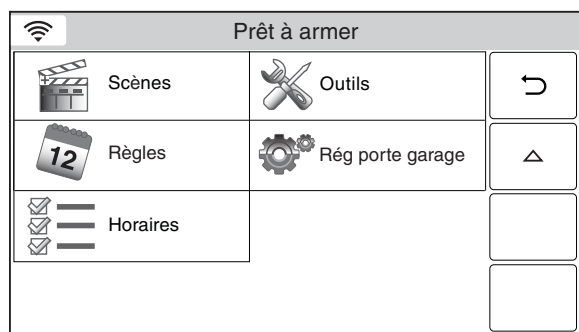 Prêt à armer
Scènes
Outils
12
Règles
Rég porte garage
Horaires